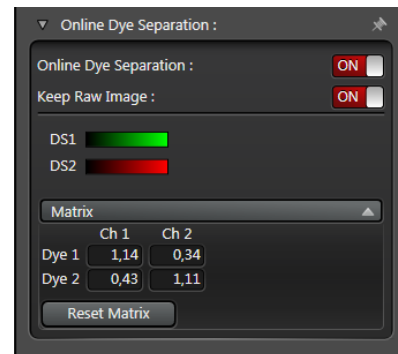 Online Dye Separation :
Online Dye Separation : ON
Keep Raw Image : ON
DS1
DS2
Matrix
Ch 1 Ch 2
Dye 1 1,14 0,34
Dye 2 0,43 1,11
Reset Matrix